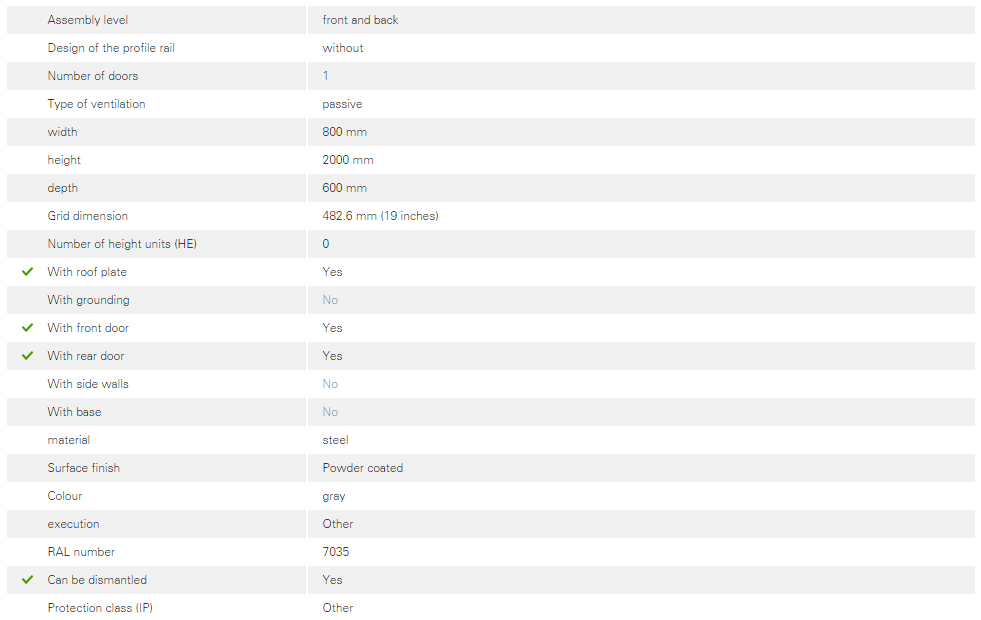 Assembly level front and back
Design of the profile rail without
Number of doors 1
Type of ventilation passive
width 800 mm
height 2000 mm
depth 600 mm
Grid dimension 482.6 mm (19 inches)
Number of height units (HE) 0
With roof plate Yes
With grounding No
With front door Yes
With rear door Yes
With side walls No
With base No
material steel
Surface finish Powder coated
Colour gray
execution Other
RAL number 7035
Can be dismantled Yes
Protection class (IP) Other